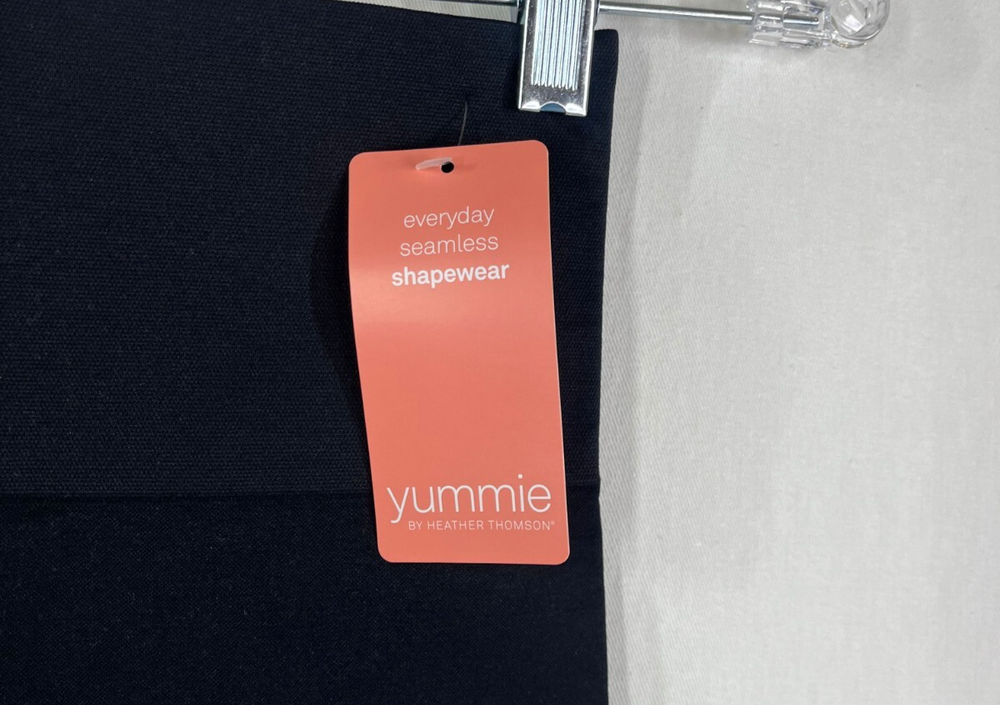 everyday
seamless
shapewear
yummie
BY HEATHER THOMSON®